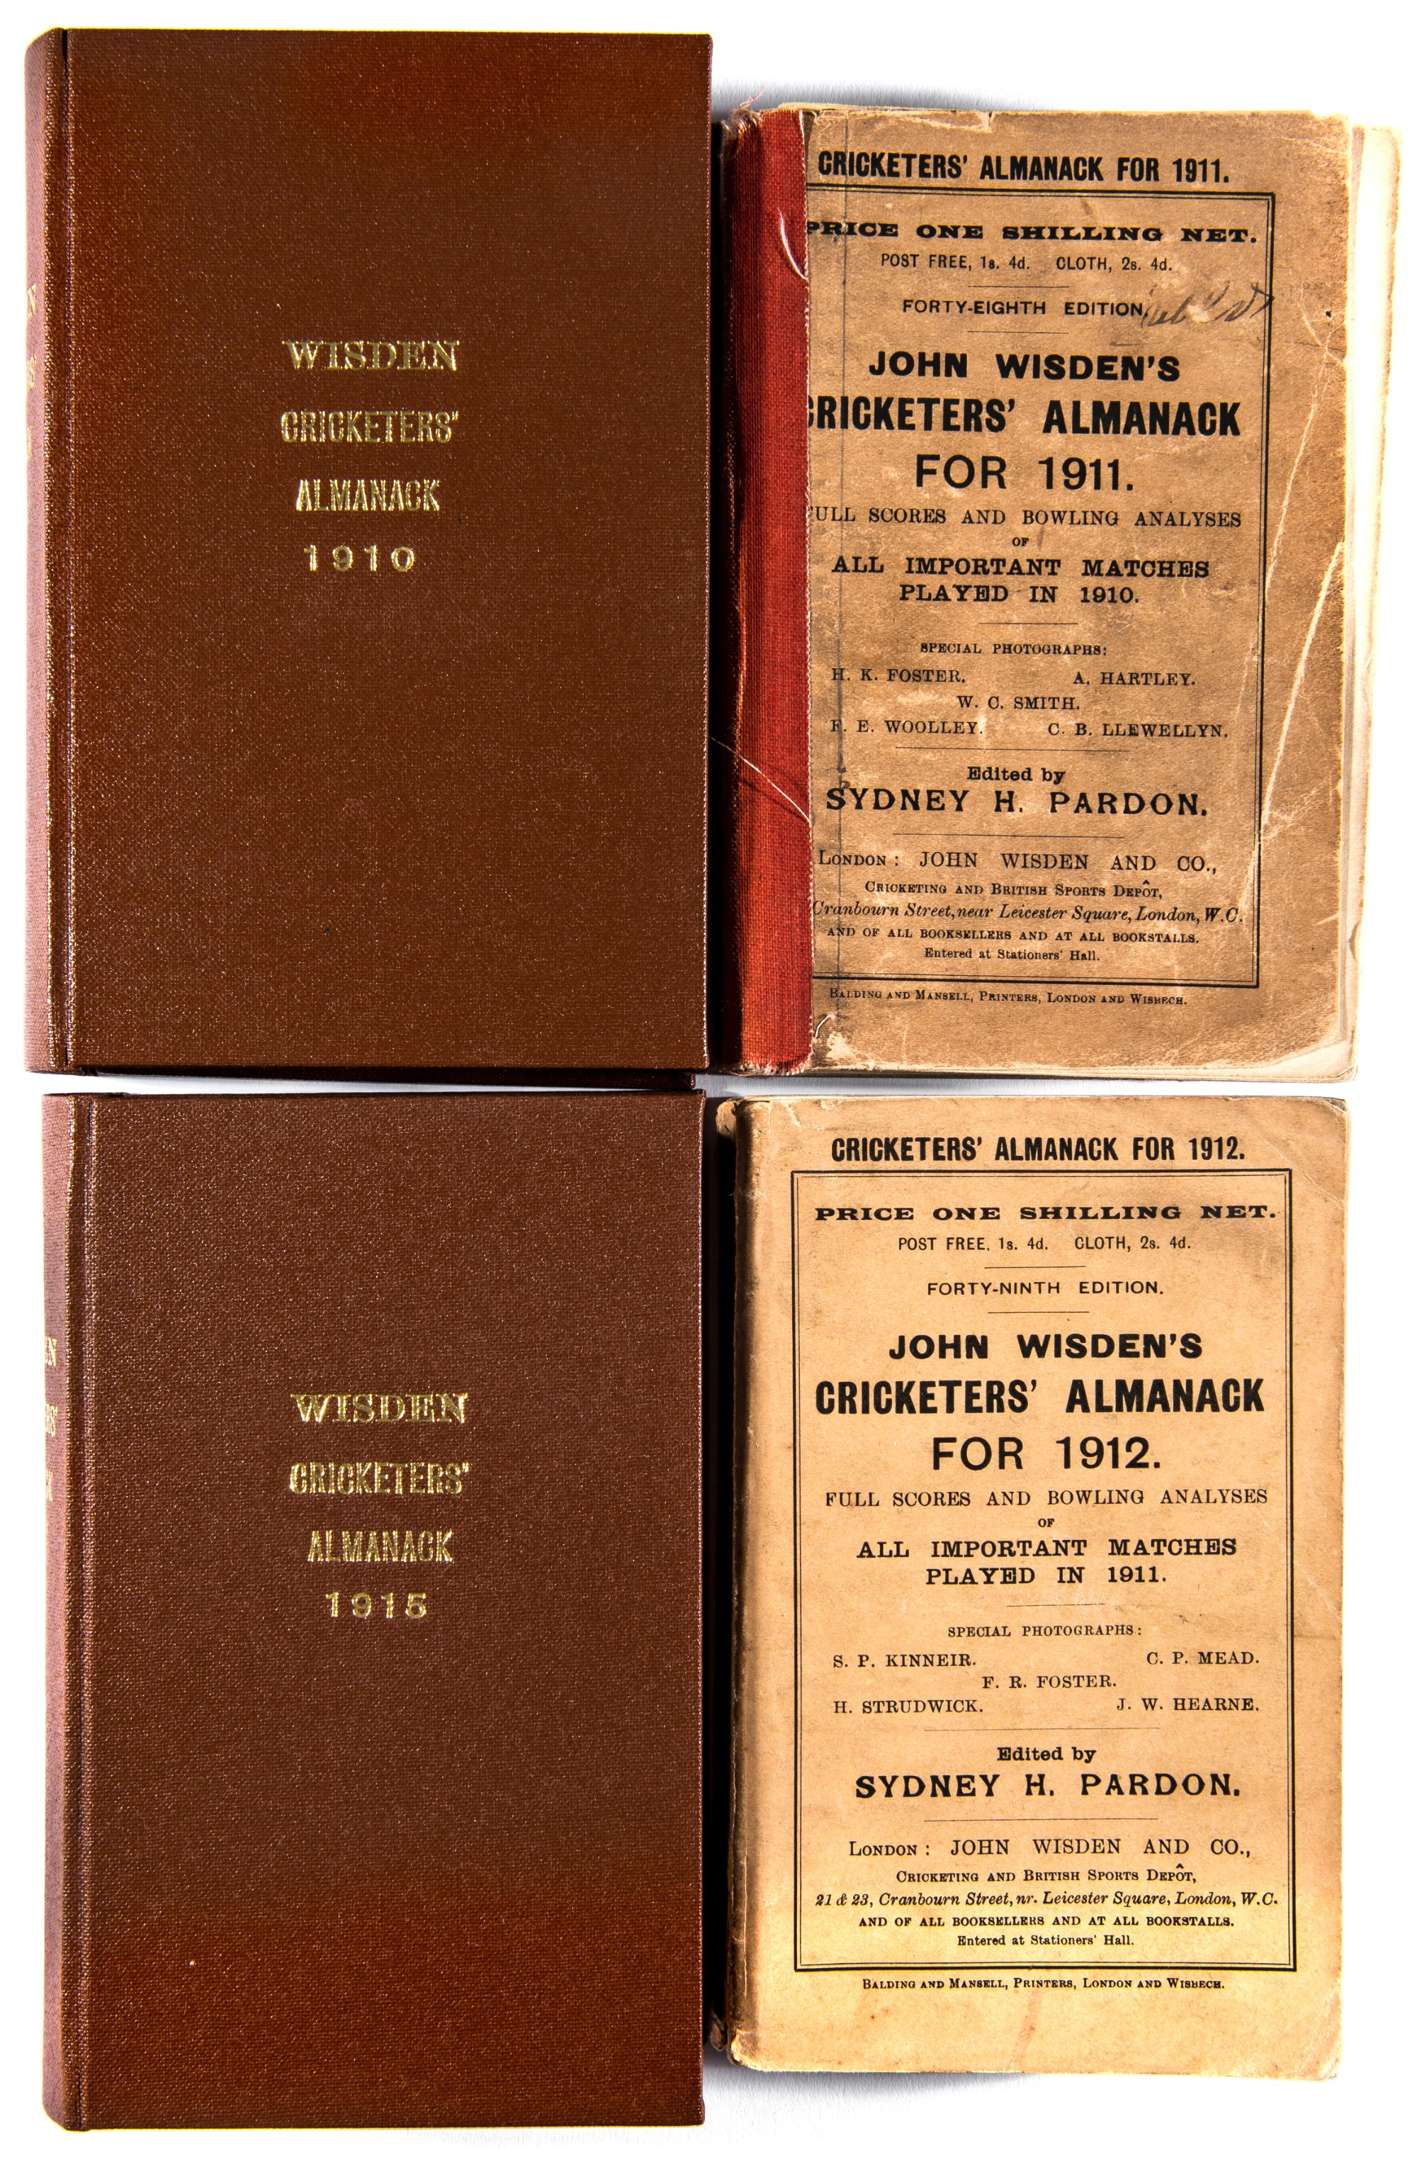 WISDEN
CRICKETERS"
ALMANACK
1910
CRICKETERS' ALMANACK FOR 1911.
PRICE ONE SHILLING NET.
POST FREE, 1s. 4d. CLOTH, 2s. 4d.
FORTY-EIGHTH EDITION.
JOHN WISDEN'S
CRICKETERS' ALMANACK
FOR 1911.
FULL SCORES AND BOWLING ANALYSES
OF
ALL IMPORTANT MATCHES
PLAYED IN 1910.
SPECIAL PHOTOGRAPHS:
H. K. FOSTER. A. HARTLEY.
W. C. SMITH.
F. E. WOOLLEY. C. B. LLEWELLYN.
Edited by
SYDNEY H. PARDON.
LONDON: JOHN WISDEN AND CO.,
CRICKETING AND BRITISH SPORTS DEPÔT,
Cranbourn Street, near Leicester Square, London, W.C.
AND OF ALL BOOKSELLERS AND AT ALL BOOKSTALLS.
Entered at Stationers' Hall.
BALDING AND MANSELL, PRINTERS, LONDON AND WISBECH.
WISDEN
CRICKETERS'
ALMANACK
1915
CRICKETERS' ALMANACK FOR 1912.
PRICE ONE SHILLING NET.
POST FREE, 1s. 4d. CLOTH, 2s. 4d.
FORTY-NINTH EDITION.
JOHN WISDEN'S
CRICKETERS' ALMANACK
FOR 1912.
FULL SCORES AND BOWLING ANALYSES
OF
ALL IMPORTANT MATCHES
PLAYED IN 1911.
SPECIAL PHOTOGRAPHS:
S. P. KINNEIR. C. P. MEAD.
F. R. FOSTER.
H. STRUDWICK. J. W. HEARNE.
Edited by
SYDNEY H. PARDON.
LONDON: JOHN WISDEN AND CO.,
CRICKETING AND BRITISH SPORTS DEPÔT,
21 & 23, Cranbourn Street, nr. Leicester Square, London, W.C.
AND OF ALL BOOKSELLERS AND AT ALL BOOKSTALLS.
Entered at Stationers' Hall.
BALDING AND MANSELL, PRINTERS, LONDON AND WISBECH.